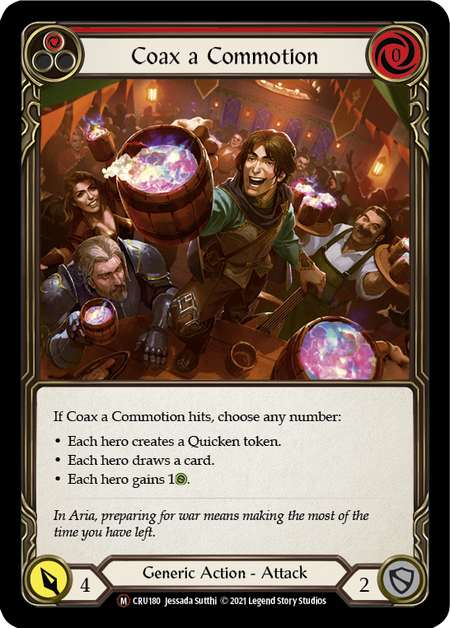 Coax a Commotion
0
If Coax a Commotion hits, choose any number:
• Each hero creates a Quicken token.
• Each hero draws a card.
• Each hero gains 1.
In Aria, preparing for war means making the most of the
time you have left.
4
Generic Action - Attack
2
M CRU180 Jessada Sutthi © 2021 Legend Story Studios